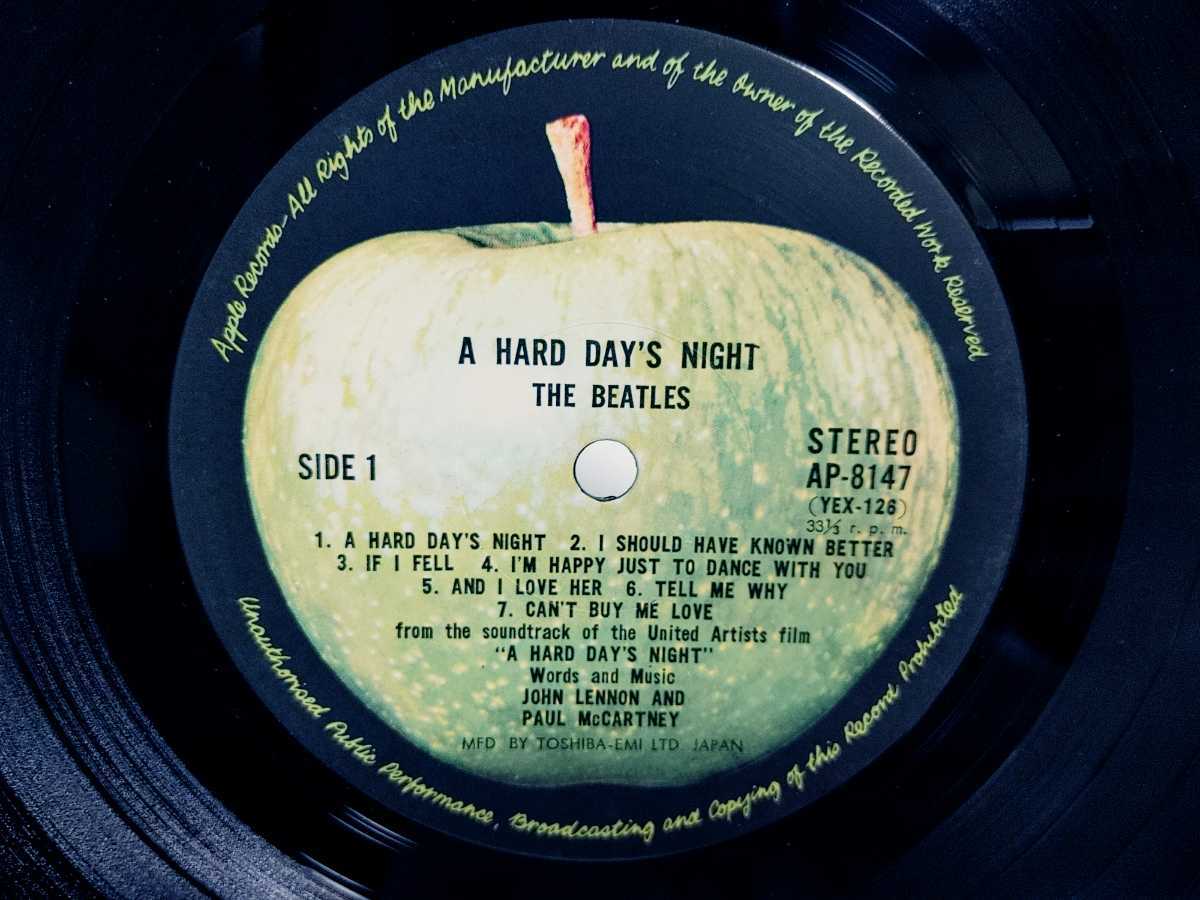 Apple Records-All Rights of the Manufacturer and of the Owner of the Recorded Work Reserved
A HARD DAY'S NIGHT
THE BEATLES
SIDE 1
STEREO
AP-8147
(YEX-126)
33⅓ r. p. m.
1. A HARD DAY'S NIGHT 2. I SHOULD HAVE KNOWN BETTER
3. IF I FELL 4. I'M HAPPY JUST TO DANCE WITH YOU
5. AND I LOVE HER 6. TELL ME WHY
7. CAN'T BUY ME LOVE
from the soundtrack of the United Artists film
"A HARD DAY'S NIGHT"
Words and Music
JOHN LENNON AND
PAUL McCARTNEY
MFD BY TOSHIBA-EMI LTD JAPAN
Unauthorised Public Performance, Broadcasting and Copying of this Record Prohibited